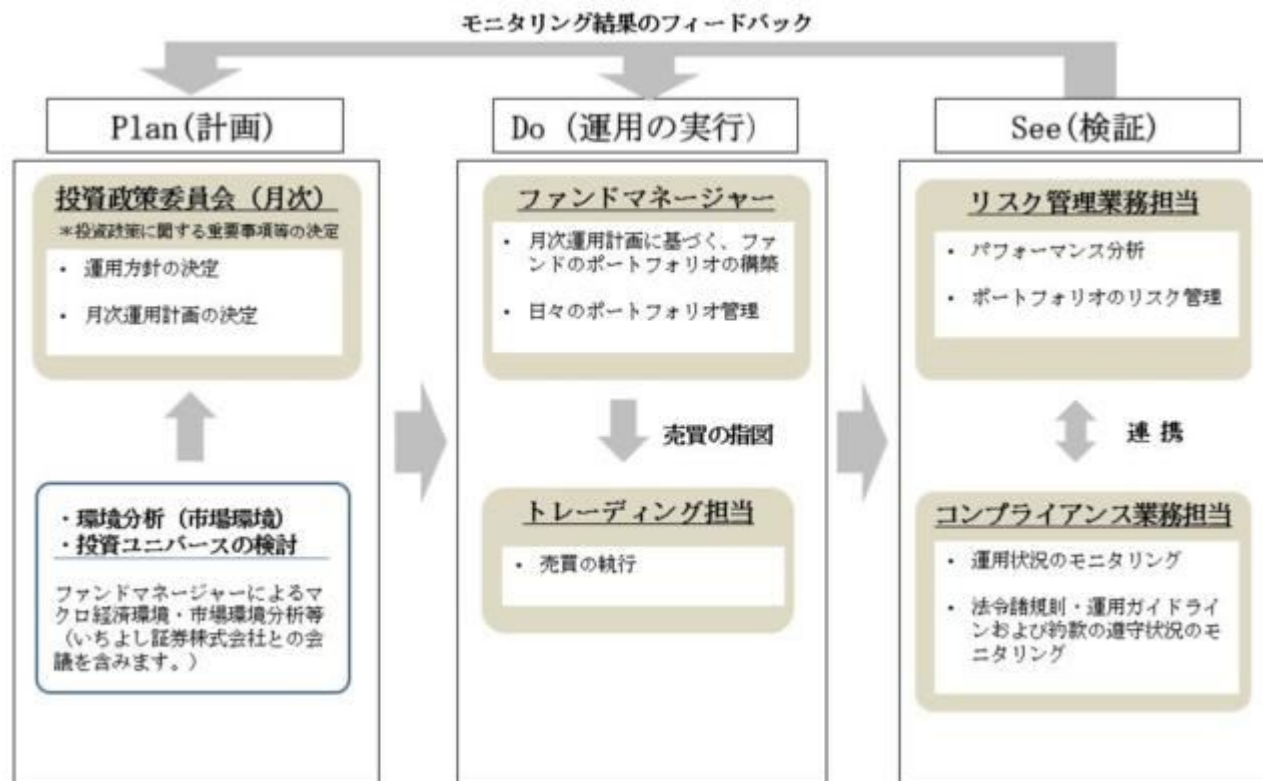 モニタリング結果のフィードバック
Plan(計画)
投資政策委員会（月次）
＊投資政策に関する重要事項等の決定
・ 運用方針の決定
・ 月次運用計画の決定
・環境分析（市場環境）
・投資ユニバースの検討
ファンドマネージャーによるマ
クロ経済環境・市場環境分析等
（いちよし証券株式会社との会
議を含みます。）
Do（運用の実行）
ファンドマネージャー
・ 月次運用計画に基づく、ファ
ンドのポートフォリオの構築
・ 日々のポートフォリオ管理
売買の指図
トレーディング担当
・ 売買の執行
See(検証)
リスク管理業務担当
・ パフォーマンス分析
・ ポートフォリオのリスク管理
連 携
コンプライアンス業務担当
・ 運用状況のモニタリング
・ 法令諸規則・運用ガイドライ
ンおよび約款の遵守状況のモ
ニタリング